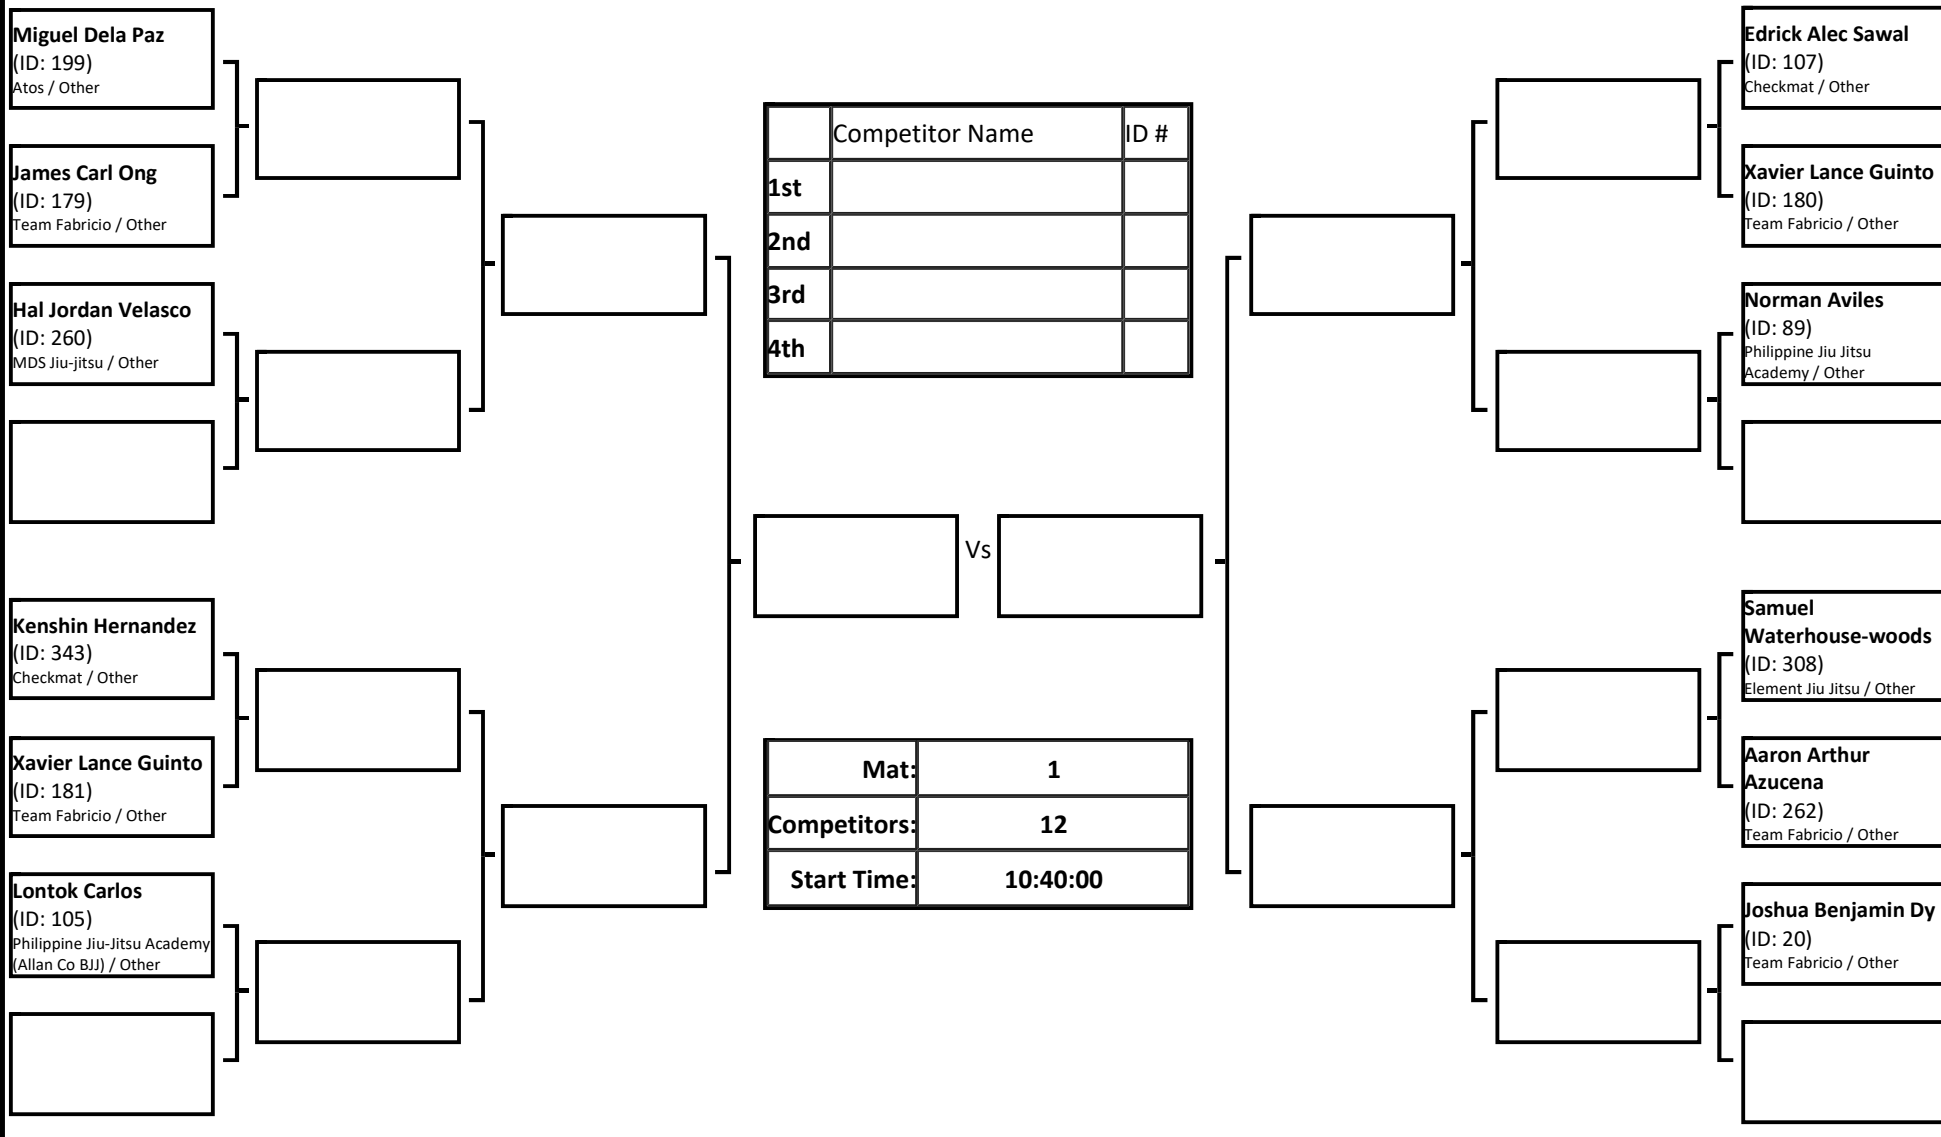 Miguel Dela Paz
(ID: 199)
Atos / Other
James Carl Ong
(ID: 179)
Team Fabricio / Other
Hal Jordan Velasco
(ID: 260)
MDS Jiu-jitsu / Other
Kenshin Hernandez
(ID: 343)
Checkmat / Other
Xavier Lance Guinto
(ID: 181)
Team Fabricio / Other
Lontok Carlos
(ID: 105)
Philippine Jiu-Jitsu Academy
(Allan Co BJJ) / Other
Competitor Name ID #
1st
2nd
3rd
4th
Vs
Mat: 1
Competitors: 12
Start Time: 10:40:00
Edrick Alec Sawal
(ID: 107)
Checkmat / Other
Xavier Lance Guinto
(ID: 180)
Team Fabricio / Other
Norman Aviles
(ID: 89)
Philippine Jiu Jitsu
Academy / Other
Samuel
Waterhouse-woods
(ID: 308)
Element Jiu Jitsu / Other
Aaron Arthur
Azucena
(ID: 262)
Team Fabricio / Other
Joshua Benjamin Dy
(ID: 20)
Team Fabricio / Other